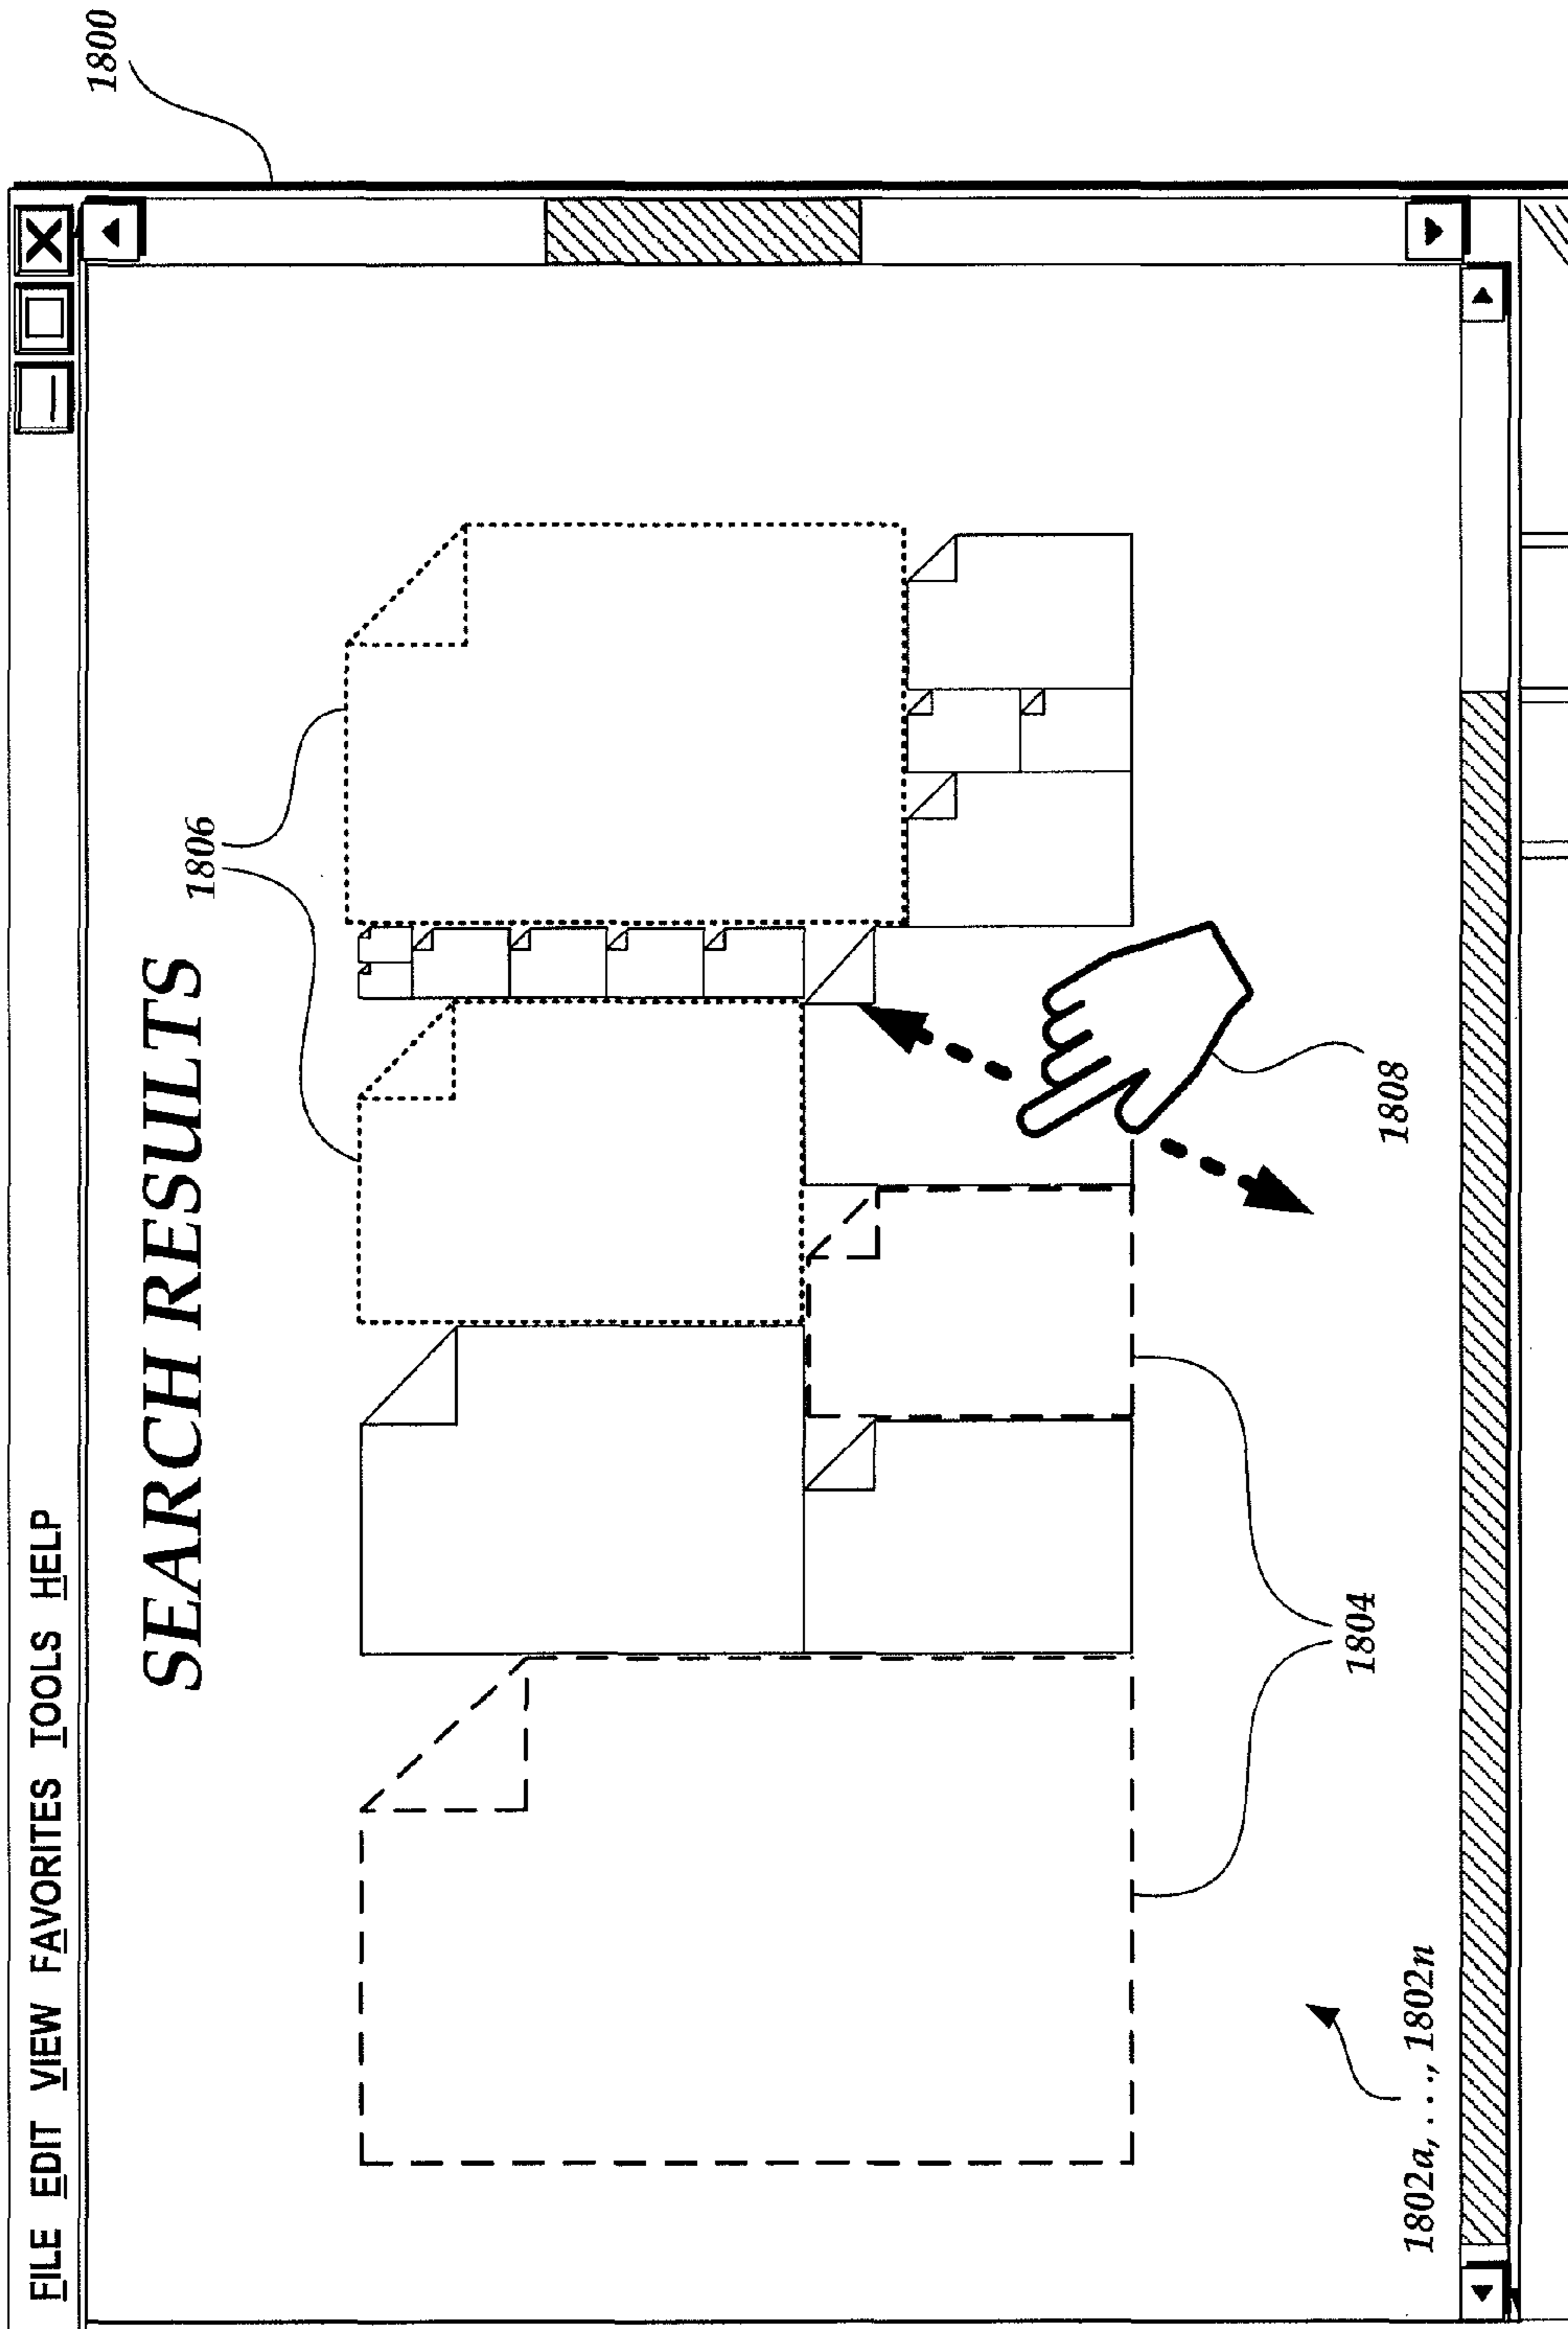 1800
FILE EDIT VIEW FAVORITES TOOLS HELP
SEARCH RESULTS
1806
1808
1804
1802a, . . ., 1802n